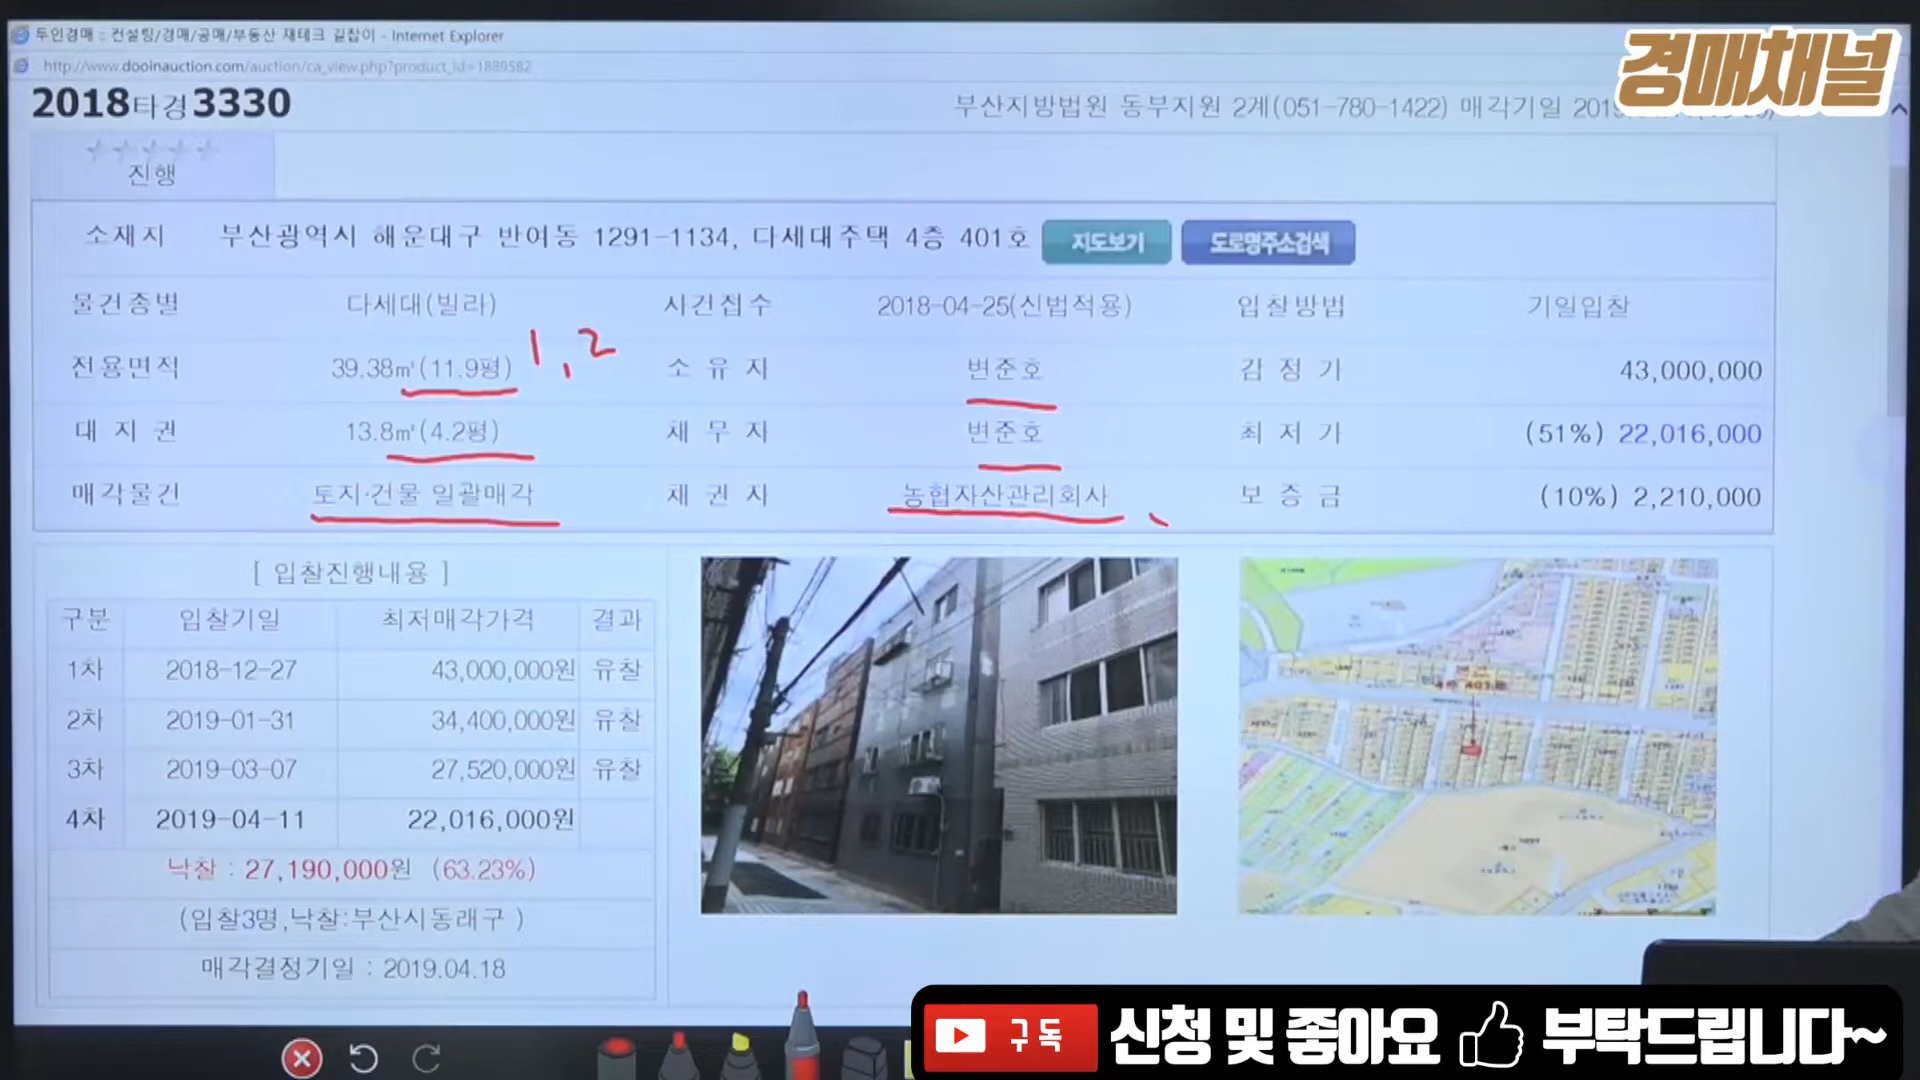 두인경매 :: 컨설팅/경매/공매/부동산 재테크 길잡이 - Internet Explorer
http://www.dooinauction.com/auction/ca_view.php?product_id=1889582
경매채널
2018타경3330
부산지방법원 동부지원 2계(051-780-1422) 매각기일
진행
소재지 부산광역시 해운대구 반여동 1291-1134, 다세대주택 4층 401호 지도보기 도로명주소검색
물건종별 다세대(빌라) 사건접수 2018-04-25(신법적용) 입찰방법 기일입찰
1,2
전용면적 39.38㎡(11.9평) 소유자 변준호 감정가 43,000,000
대지권 13.8㎡(4.2평) 채무자 변준호 최저가 (51%) 22,016,000
매각물건 토지·건물 일괄매각 채권자 농협자산관리회사 보증금 (10%) 2,210,000
[ 입찰진행내용 ]
구분 입찰기일 최저매각가격 결과
1차 2018-12-27 43,000,000원 유찰
2차 2019-01-31 34,400,000원 유찰
3차 2019-03-07 27,520,000원 유찰
4차 2019-04-11 22,016,000원
낙찰 : 27,190,000원 (63.23%)
(입찰3명,낙찰:부산시동래구 )
매각결정기일 : 2019.04.18
구독 신청 및 좋아요 부탁드립니다~